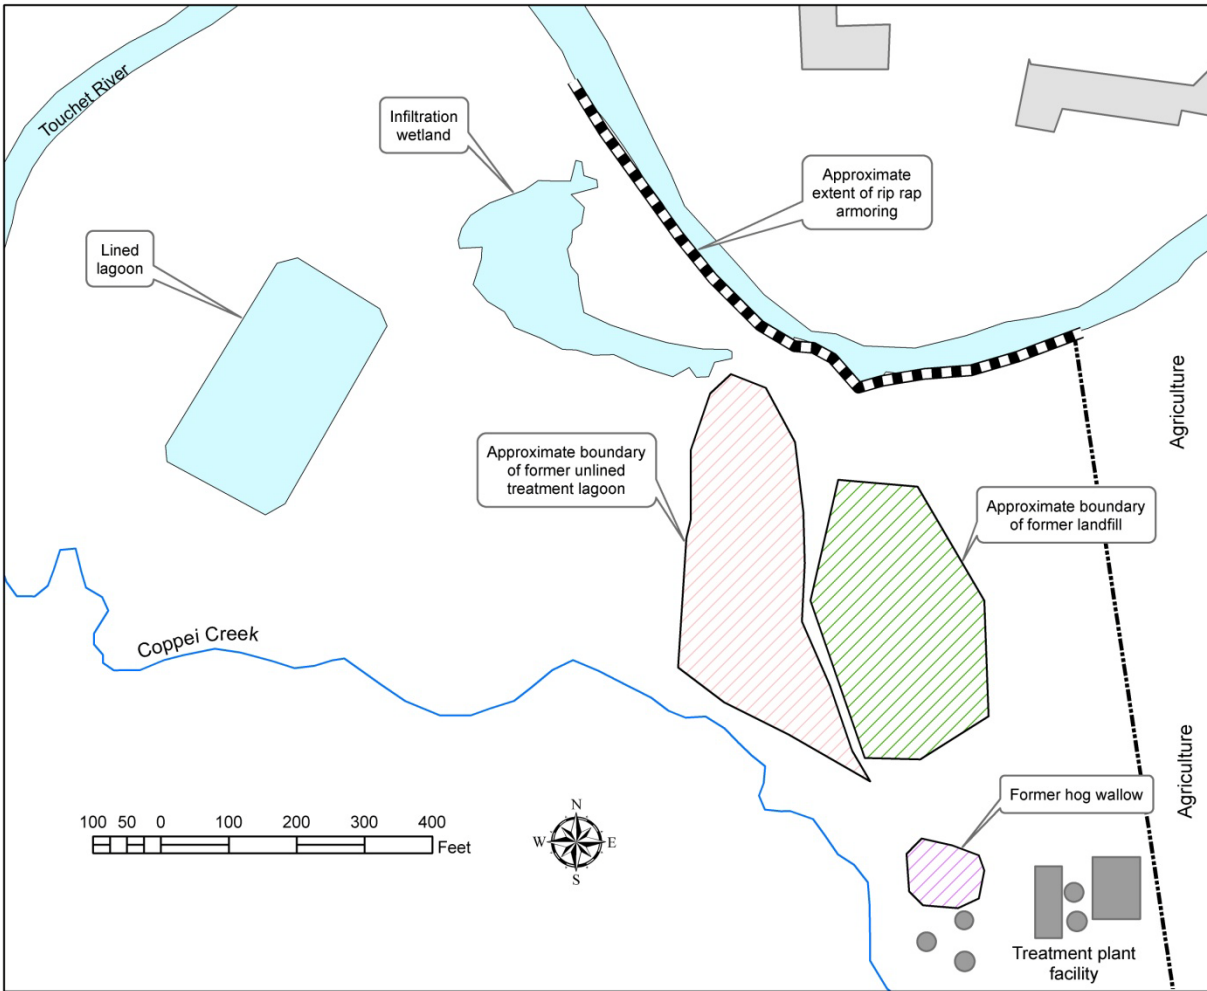 Touchet River
Infiltration
wetland
Approximate
extent of rip rap
armoring
Lined
lagoon
Agriculture
Approximate boundary
of former unlined
treatment lagoon
Approximate boundary
of former landfill
Coppei Creek
Agriculture
Former hog wallow
100 50 0 100 200 300 400
Feet
N
W E
S
Treatment plant
facility